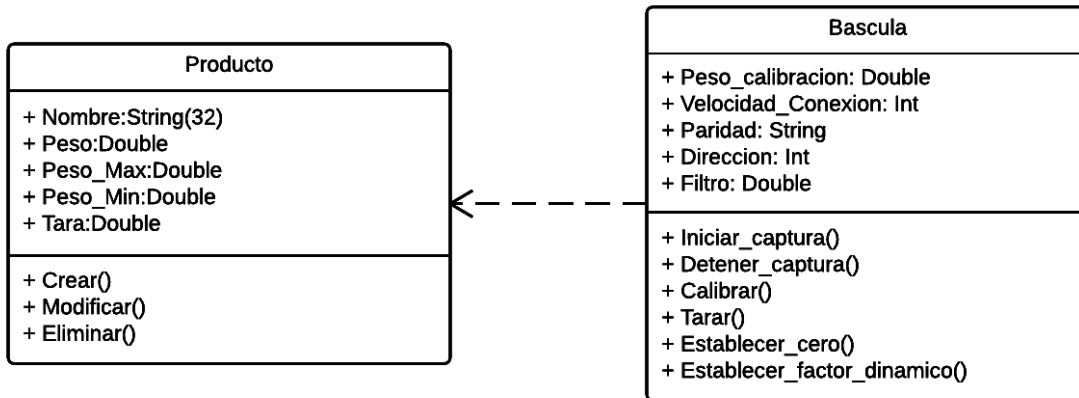 Producto
+ Nombre:String(32)
+ Peso:Double
+ Peso_Max:Double
+ Peso_Min:Double
+ Tara:Double
+ Crear()
+ Modificar()
+ Eliminar()
Bascula
+ Peso_calibracion: Double
+ Velocidad_Conexion: Int
+ Paridad: String
+ Direccion: Int
+ Filtro: Double
+ Iniciar_captura()
+ Detener_captura()
+ Calibrar()
+ Tarar()
+ Establecer_cero()
+ Establecer_factor_dinamico()